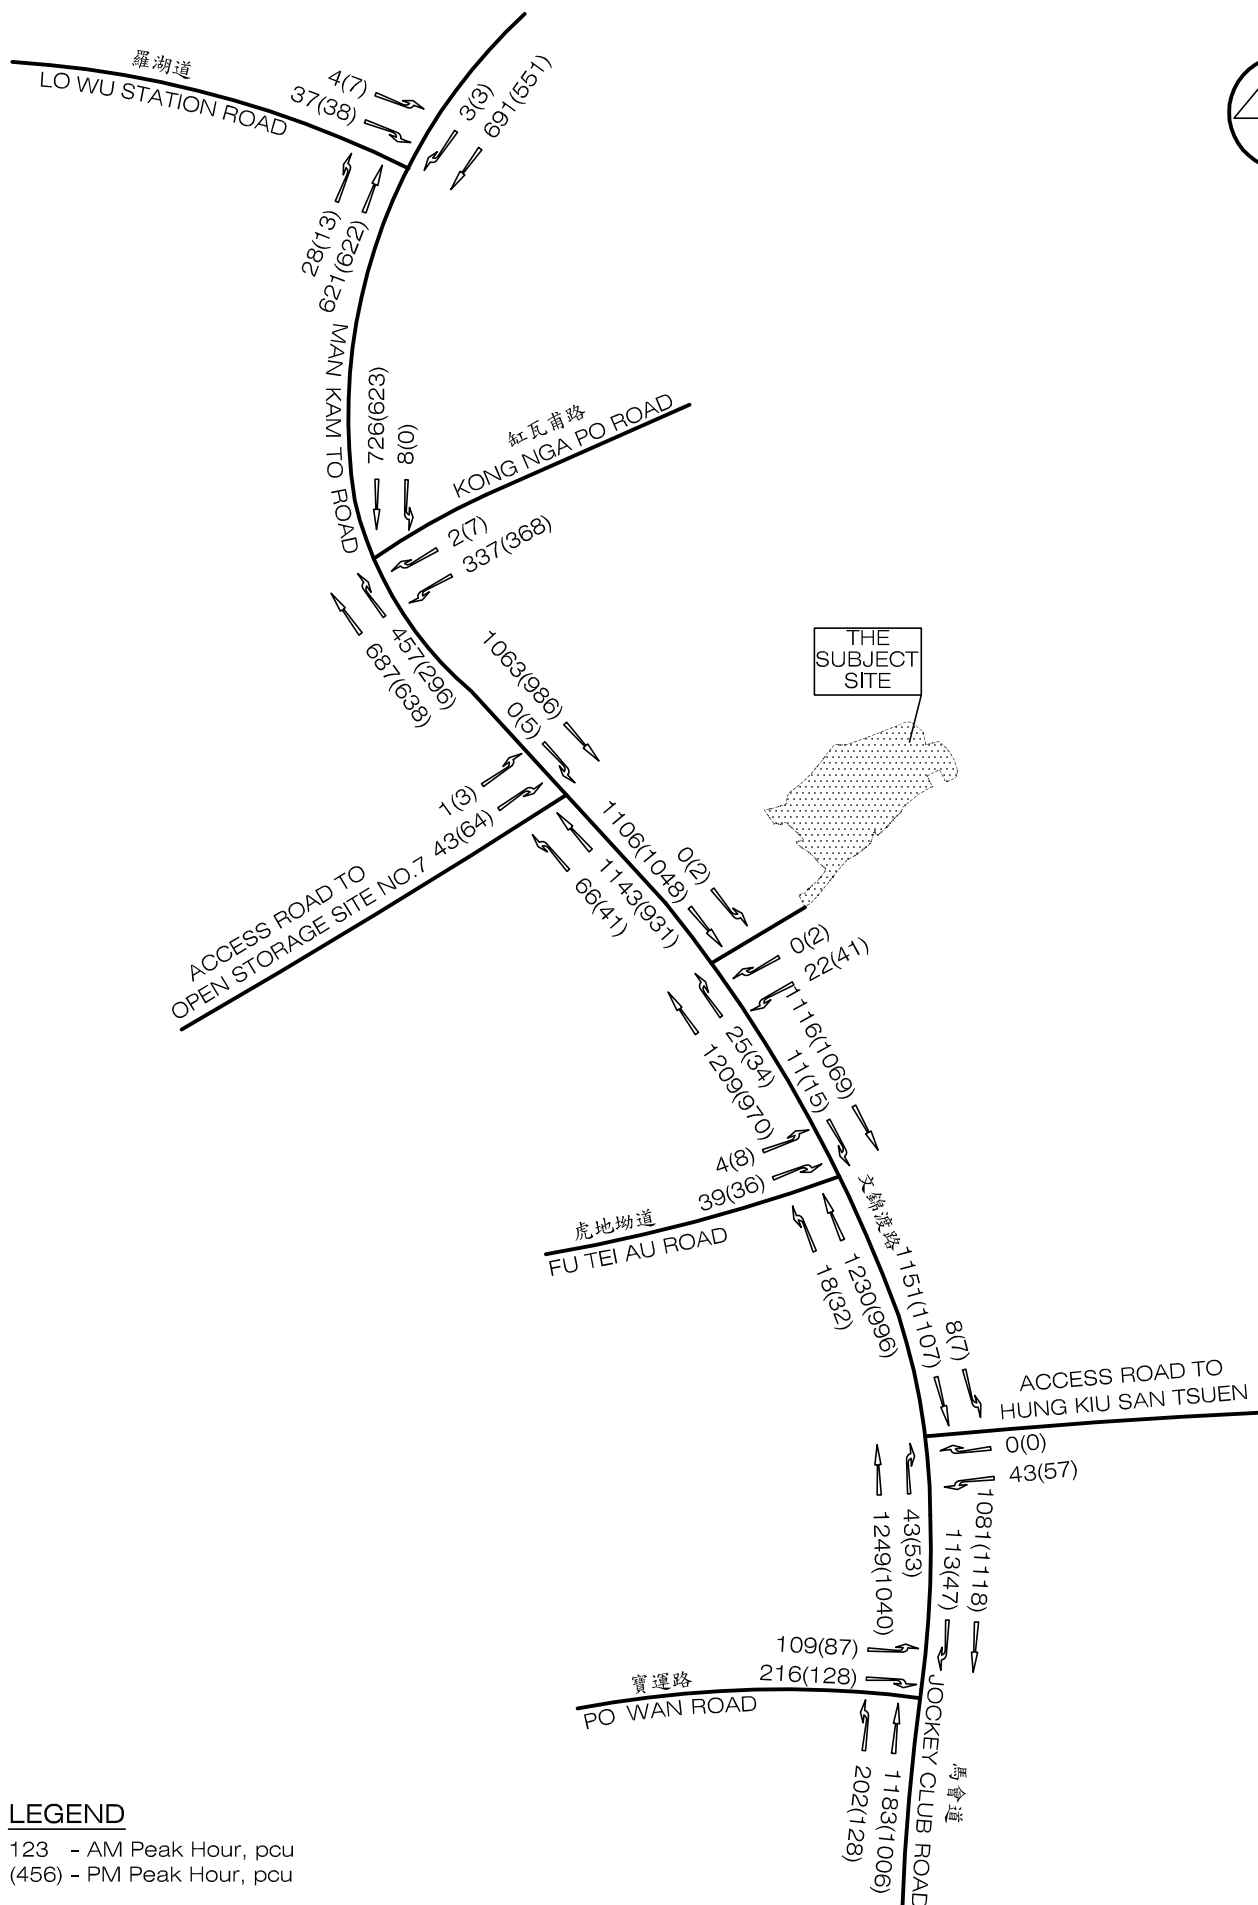 羅湖道
LO WU STATION ROAD
4(7)
37(38)
3(3)
691(551)
28(13)
621(622)
MAN KAM TO ROAD
726(623)
8(0)
缸瓦甫路
KONG NGA PO ROAD
2(7)
337(368)
457(296)
687(638)
1063(986)
0(5)
THE
SUBJECT
SITE
1(3)
43(64)
ACCESS ROAD TO
OPEN STORAGE SITE NO.7
1143(931)
66(41)
1106(1048)
0(2)
0(2)
22(41)
25(34)
1209(970)
1116(1069)
11(15)
4(8)
39(36)
虎地坳道
FU TEI AU ROAD
文錦渡路
1230(996)
18(32)
1151(1107)
8(7)
ACCESS ROAD TO
HUNG KIU SAN TSUEN
0(0)
43(57)
43(53)
1249(1040)
1081(1118)
113(47)
109(87)
216(128)
寶運路
PO WAN ROAD
202(128)
1183(1006)
JOCKEY CLUB ROAD
馬會道
LEGEND
123 - AM Peak Hour, pcu
(456) - PM Peak Hour, pcu